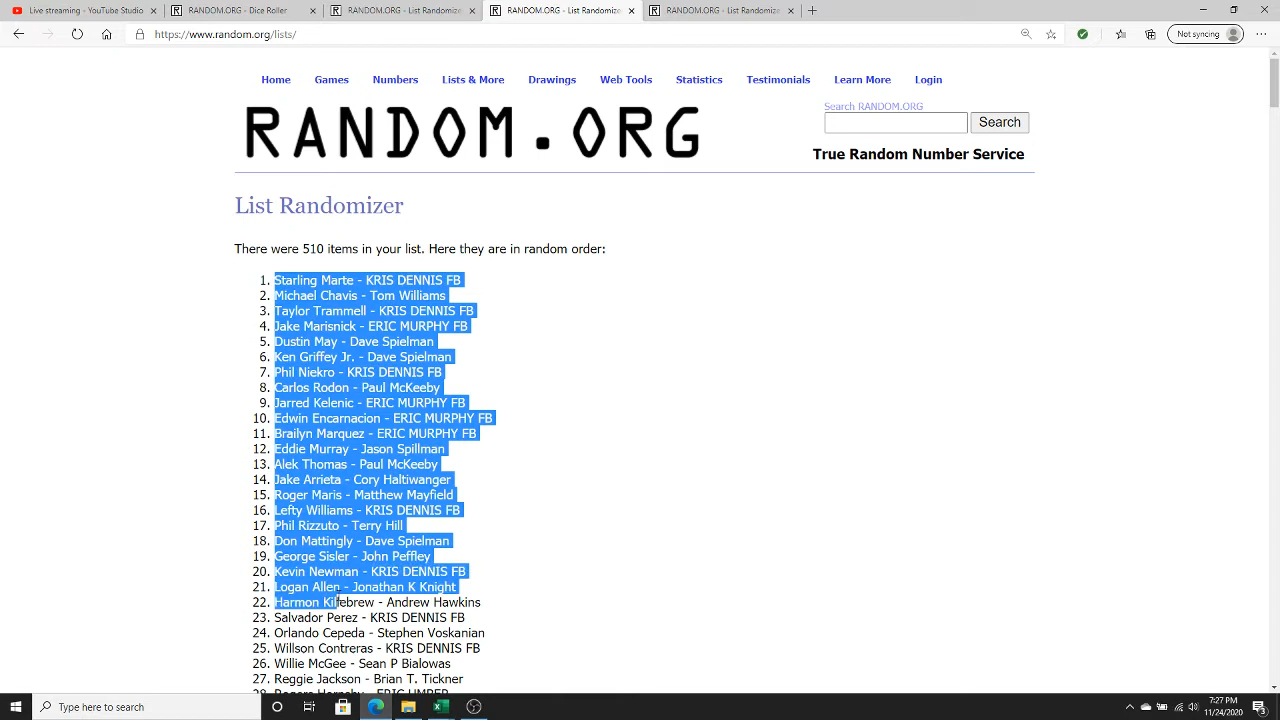 Live streaming - YouTube Studio
RANDOM.ORG - Dice Roller
RANDOM.ORG - List Randomize
RANDOM.ORG - List Randomize
RANDOM.ORG - List Randomize
https://www.random.org/lists/
Not syncing
Home Games Numbers Lists & More Drawings Web Tools Statistics Testimonials Learn More Login
RANDOM.ORG
Search RANDOM.ORG
Search
True Random Number Service
List Randomizer
There were 510 items in your list. Here they are in random order:
1. Starling Marte - KRIS DENNIS FB
2. Michael Chavis - Tom Williams
3. Taylor Trammell - KRIS DENNIS FB
4. Jake Marisnick - ERIC MURPHY FB
5. Dustin May - Dave Spielman
6. Ken Griffey Jr. - Dave Spielman
7. Phil Niekro - KRIS DENNIS FB
8. Carlos Rodon - Paul McKeeby
9. Jarred Kelenic - ERIC MURPHY FB
10. Edwin Encarnacion - ERIC MURPHY FB
11. Brailyn Marquez - ERIC MURPHY FB
12. Eddie Murray - Jason Spillman
13. Alek Thomas - Paul McKeeby
14. Jake Arrieta - Cory Haltiwanger
15. Roger Maris - Matthew Mayfield
16. Lefty Williams - KRIS DENNIS FB
17. Phil Rizzuto - Terry Hill
18. Don Mattingly - Dave Spielman
19. George Sisler - John Peffley
20. Kevin Newman - KRIS DENNIS FB
21. Logan Allen - Jonathan K Knight
22. Harmon Killebrew - Andrew Hawkins
23. Salvador Perez - KRIS DENNIS FB
24. Orlando Cepeda - Stephen Voskanian
25. Willson Contreras - KRIS DENNIS FB
26. Willie McGee - Sean P Bialowas
27. Reggie Jackson - Brian T. Tickner
28. Rogers Hornsby - ERIC UMPER
Type here to search
7:27 PM
11/24/2020
3